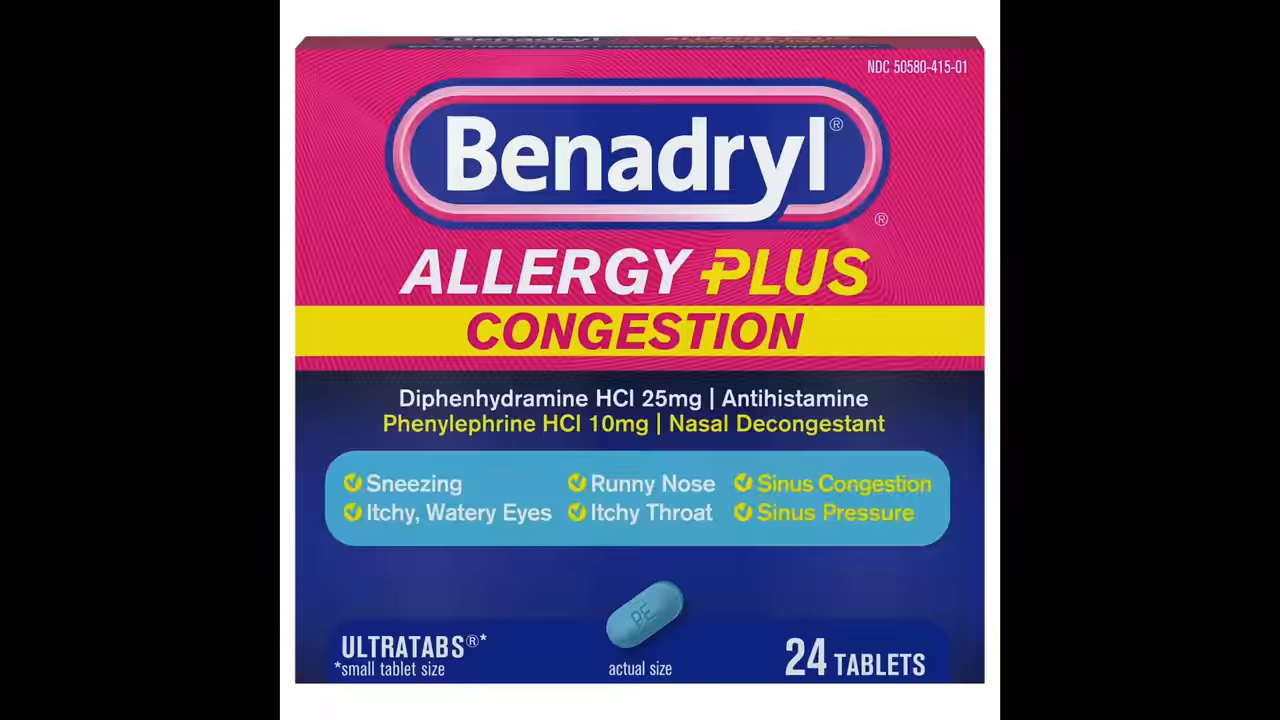 NDC 50580-415-01
Benadryl®
®
ALLERGY PLUS
CONGESTION
Diphenhydramine HCl 25mg | Antihistamine
Phenylephrine HCl 10mg | Nasal Decongestant
Sneezing
Runny Nose
Sinus Congestion
Itchy, Watery Eyes
Itchy Throat
Sinus Pressure
PE
ULTRATABS®*
*small tablet size
actual size
24 TABLETS